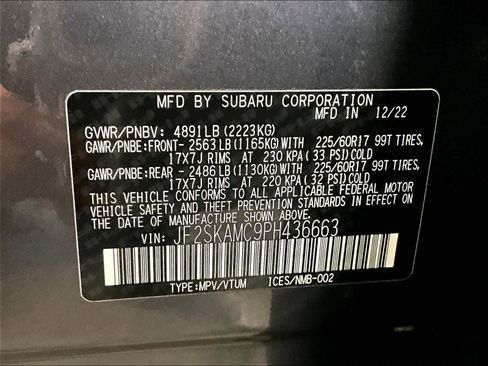 MFD BY SUBARU CORPORATION
MFD IN 12/22
GVWR/PNBV: 4891LB (2223KG)
GAWR/PNBE:FRONT- 2563LB (1165KG) WITH 225/60R17 99T TIRES,
17X7J RIMS AT 230 KPA (33 PSI) COLD
GAWR/PNBE:REAR- 2486LB (1130KG) WITH 225/60R17 99T TIRES,
17X7J RIMS AT 220 KPA (32 PSI) COLD
THIS VEHICLE CONFORMS TO ALL APPLICABLE FEDERAL MOTOR
VEHICLE SAFETY AND THEFT PREVENTION STANDARDS IN EFFECT ON
THE DATE OF MANUFACTURE SHOWN ABOVE.
VIN: JF2SKAMC9PH436663
TYPE:MPV/VTUM ICES/NMB-002